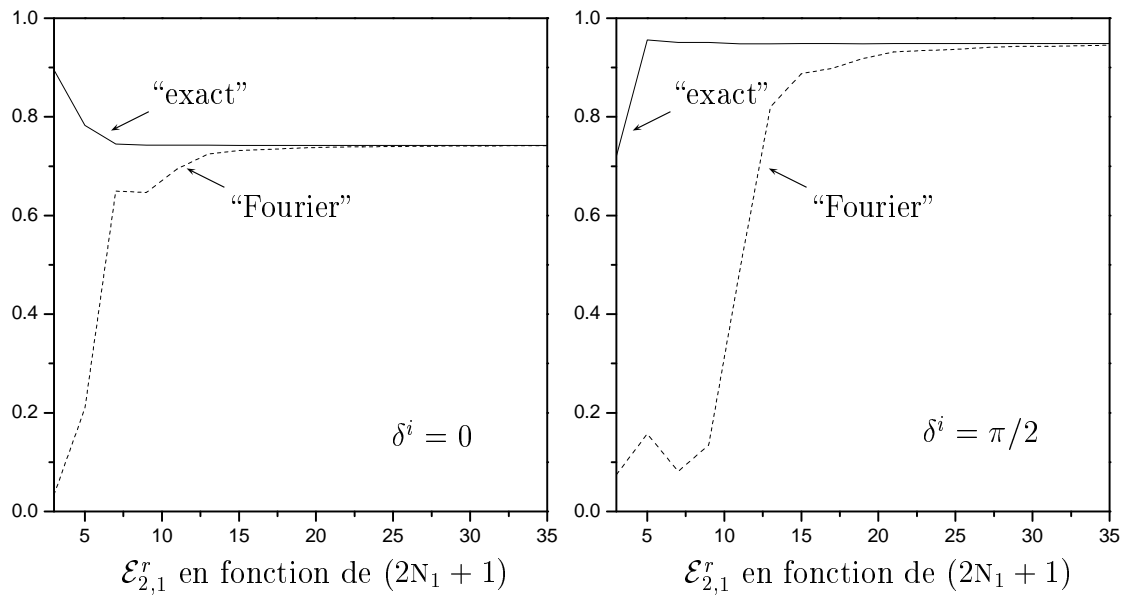 1.0
0.8
0.6
0.4
0.2
0.0
“exact”
“Fourier”
δ^i = 0
5 10 15 20 25 30 35
ℰ^r_{2,1} en fonction de (2N₁ + 1)
1.0
0.8
0.6
0.4
0.2
0.0
“exact”
“Fourier”
δ^i = π/2
5 10 15 20 25 30 35
ℰ^r_{2,1} en fonction de (2N₁ + 1)